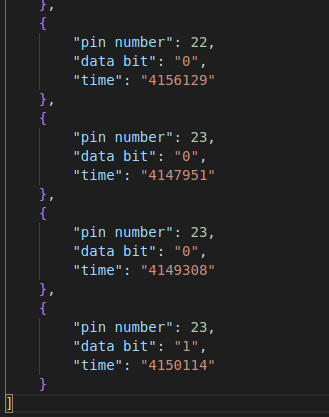 },
{
"pin number": 22,
"data bit": "0",
"time": "4156129"
},
{
"pin number": 23,
"data bit": "0",
"time": "4147951"
},
{
"pin number": 23,
"data bit": "0",
"time": "4149308"
},
{
"pin number": 23,
"data bit": "1",
"time": "4150114"
}
]